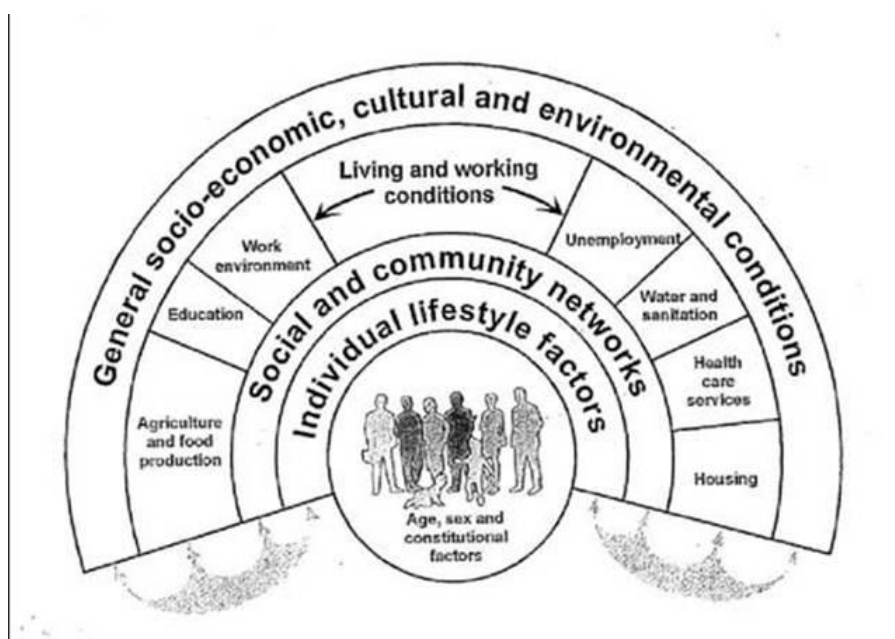 General socio-economic, cultural and environmental conditions
Living and working
conditions
Work
environment
Unemployment
Education
Water and
sanitation
Agriculture
and food
production
Health
care
services
Housing
Social and community networks
Individual lifestyle factors
Age, sex and
constitutional
factors